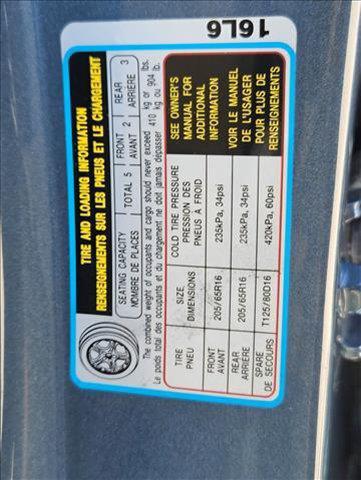 TIRE AND LOADING INFORMATION
RENSEIGNEMENTS SUR LES PNEUS ET LE CHARGEMENT
SEATING CAPACITY TOTAL 5 FRONT 2 REAR 3
NOMBRE DE PLACES AVANT ARRIÈRE
The combined weight of occupants and cargo should never exceed 410 kg or 904 lbs.
Le poids total des occupants et du chargement ne doit jamais dépasser kg ou lb.
TIRE SIZE COLD TIRE PRESSURE SEE OWNER'S
PNEU DIMENSIONS PRESSION DES MANUAL FOR
PNEUS À FROID ADDITIONAL
FRONT 205/65R16 235kPa, 34psi INFORMATION
AVANT
REAR 205/65R16 235kPa, 34psi VOIR LE MANUEL
ARRIERE DE L'USAGER
SPARE T125/80D16 420kPa, 60psi POUR PLUS DE
DE SECOURS RENSEIGNEMENTS
16L6